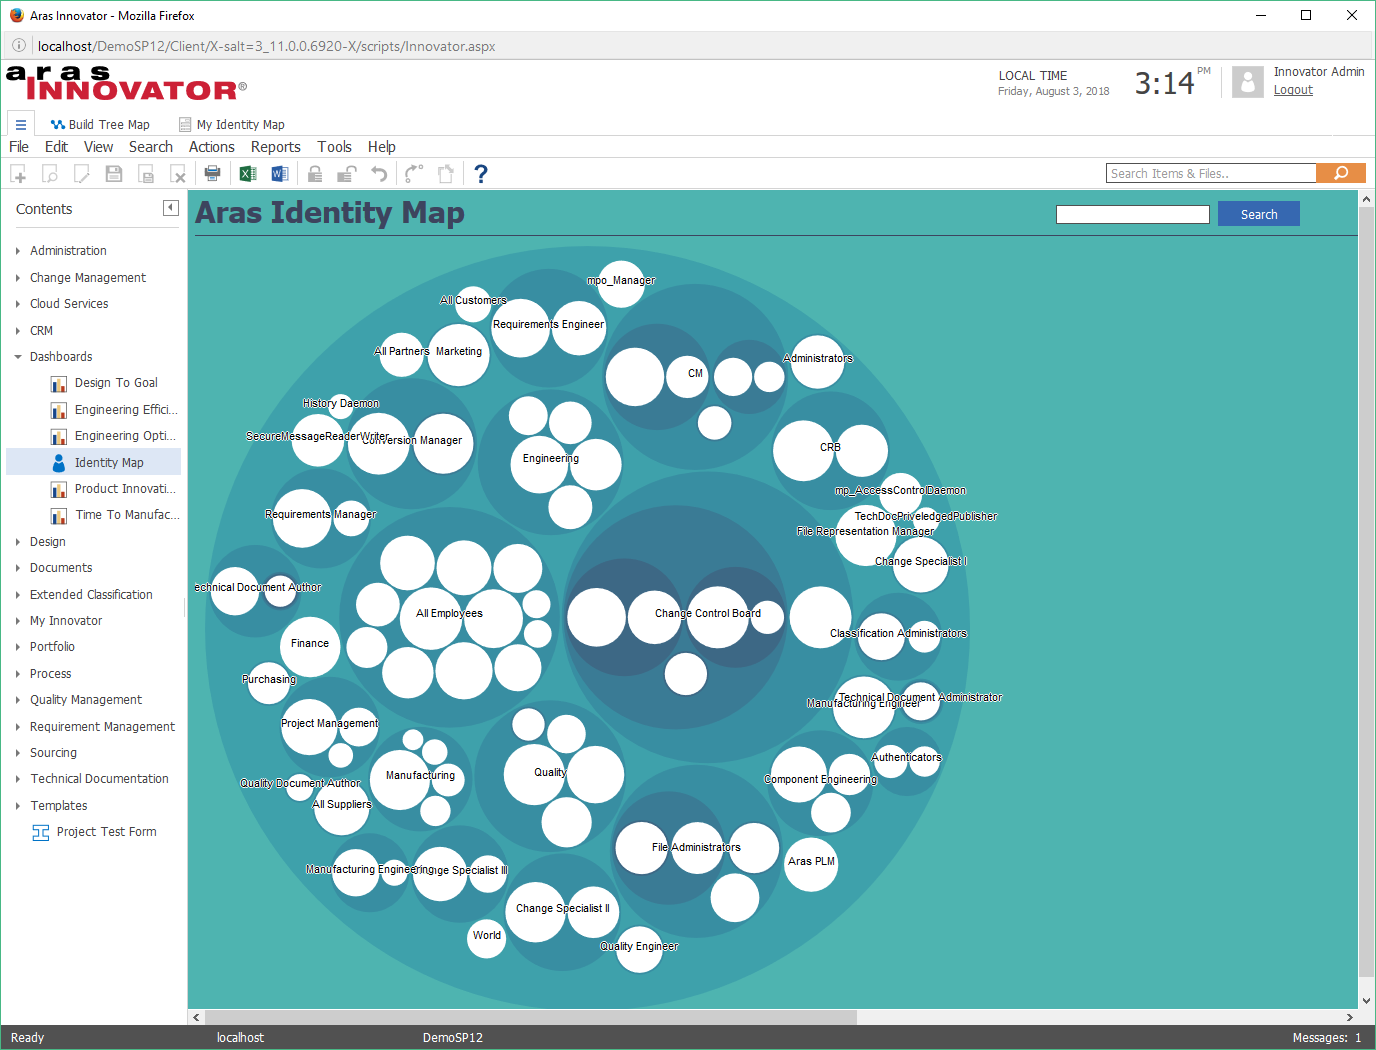 Aras Innovator - Mozilla Firefox
localhost/DemoSP12/Client/X-salt=3_11.0.0.6920-X/scripts/Innovator.aspx
aras
INNOVATOR®
LOCAL TIME
Friday, August 3, 2018
3:14 PM
Innovator Admin
Logout
Build Tree Map
My Identity Map
File Edit View Search Actions Reports Tools Help
Search Items & Files..
Contents
Administration
Change Management
Cloud Services
CRM
Dashboards
Design To Goal
Engineering Effici...
Engineering Opti...
Identity Map
Product Innovati...
Time To Manufac...
Design
Documents
Extended Classification
My Innovator
Portfolio
Process
Quality Management
Requirement Management
Sourcing
Technical Documentation
Templates
Project Test Form
Aras Identity Map
Search
mpo_Manager
All Customers
Requirements Engineer
All Partners
Marketing
Administrators
CM
History Daemon
SecureMessageReaderWriter
Conversion Manager
CRB
Engineering
mp_AccessControlDaemon
Requirements Manager
TechDocPriveledgedPublisher
File Representation Manager
Change Specialist I
echnical Document Author
All Employees
Change Control Board
Finance
Classification Administrators
Purchasing
Technical Document Administrator
Manufacturing Engineer
Project Management
Authenticators
Quality
Manufacturing
Component Engineering
Quality Document Author
All Suppliers
File Administrators
Aras PLM
Manufacturing Engineering
Change Specialist III
Change Specialist II
World
Quality Engineer
Ready
localhost
DemoSP12
Messages: 1